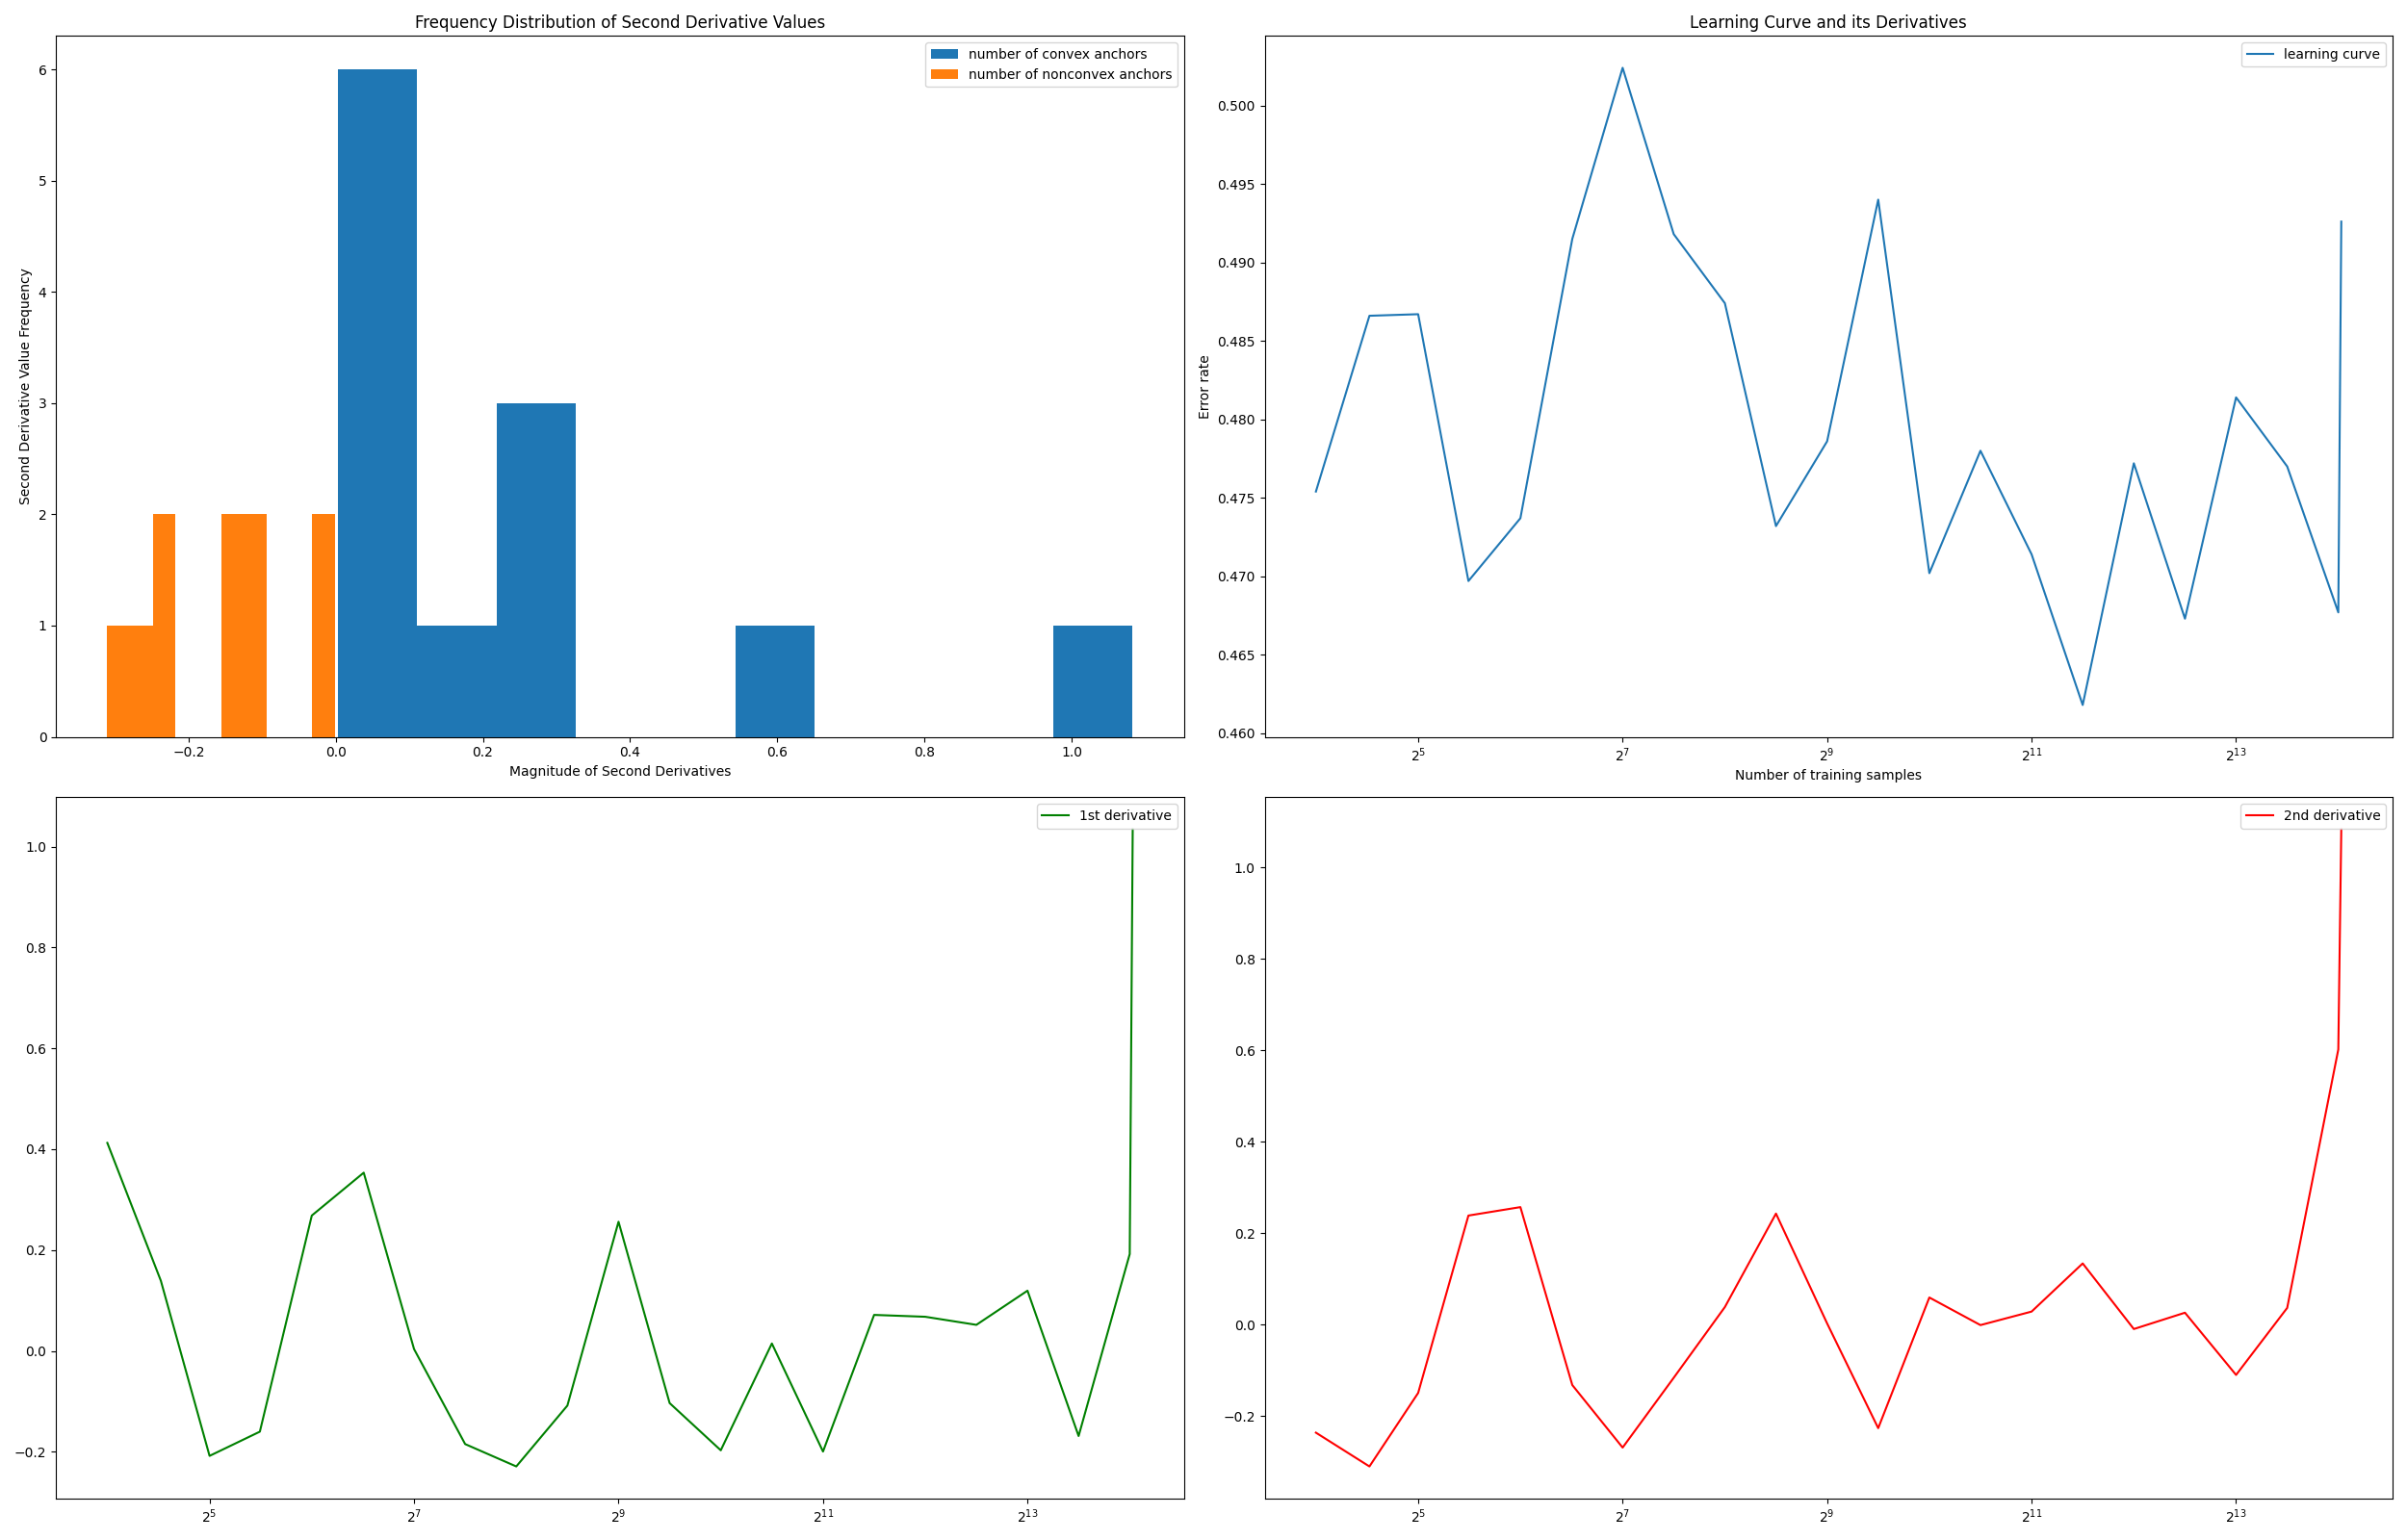 Frequency Distribution of Second Derivative Values
number of convex anchors
number of nonconvex anchors
Second Derivative Value Frequency
6
5
4
3
2
1
0
−0.2 0.0 0.2 0.4 0.6 0.8 1.0
Magnitude of Second Derivatives
Learning Curve and its Derivatives
learning curve
Error rate
0.500
0.495
0.490
0.485
0.480
0.475
0.470
0.465
0.460
2^5 2^7 2^9 2^11 2^13
Number of training samples
1st derivative
1.0
0.8
0.6
0.4
0.2
0.0
−0.2
2^5 2^7 2^9 2^11 2^13
2nd derivative
1.0
0.8
0.6
0.4
0.2
0.0
−0.2
2^5 2^7 2^9 2^11 2^13